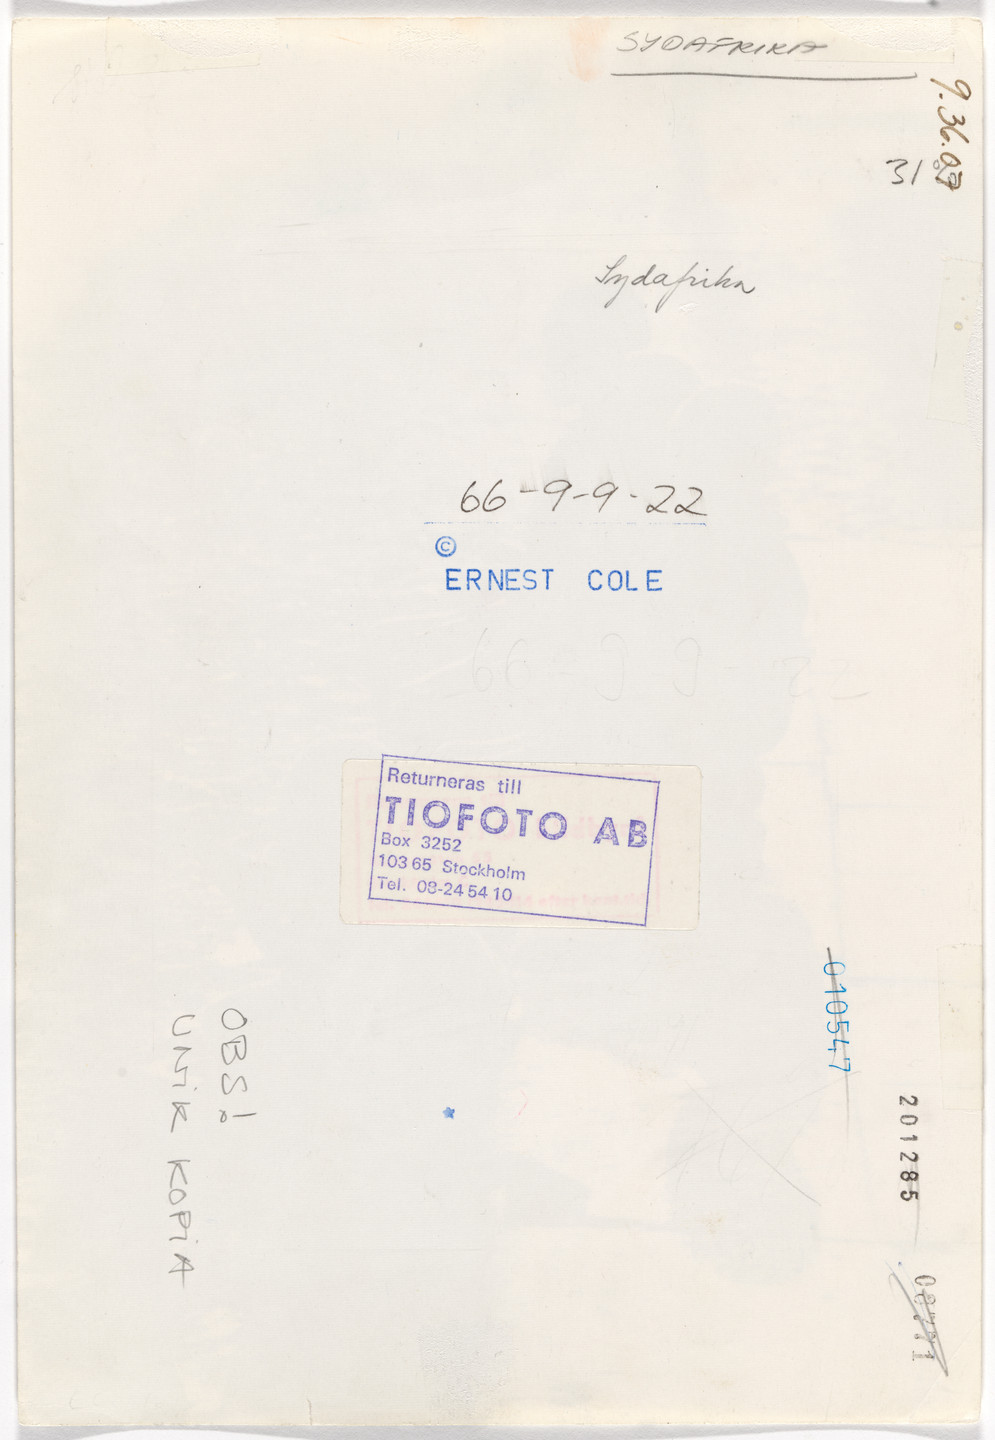 SYDAFRIKA
9.36.07
31
Sydafrika
66-9-9-22
©
ERNEST COLE
Returneras till
TIOFOTO AB
Box 3252
103 65 Stockholm
Tel. 08-24 54 10
010547
201285
OBS!
UNIK KOPIA